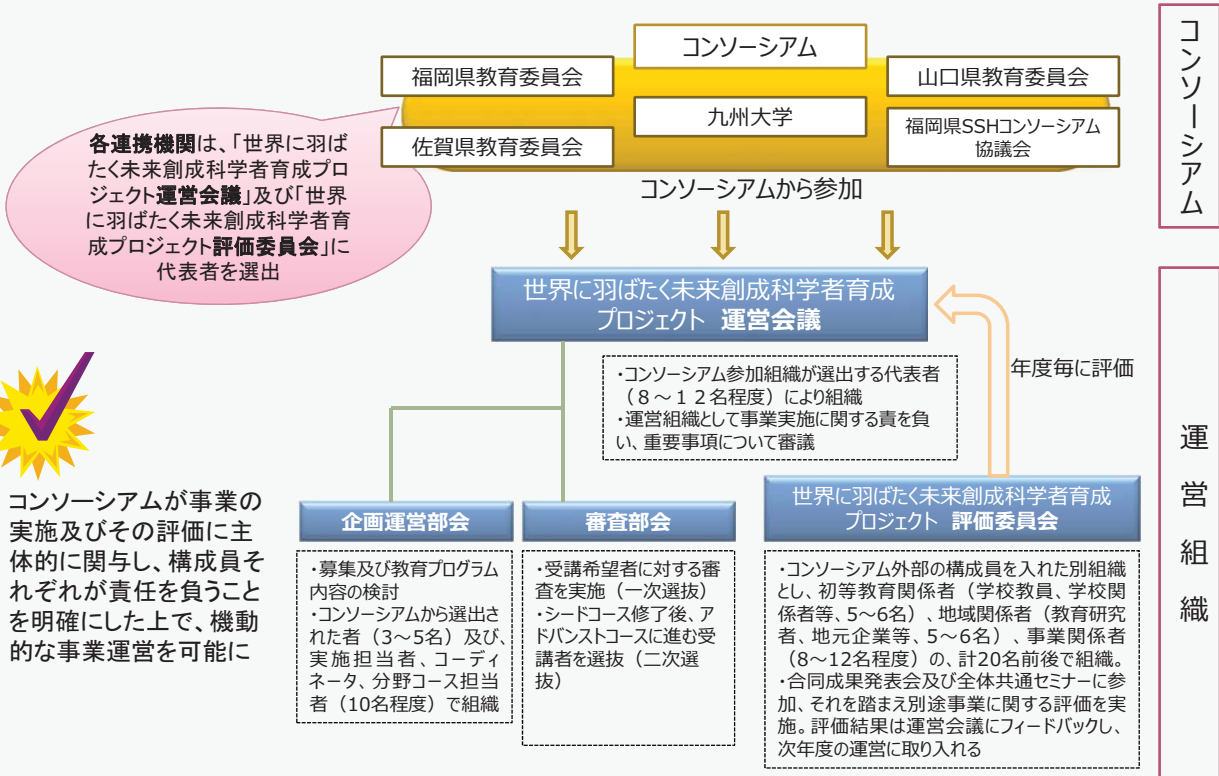 コンソーシアム
福岡県教育委員会
山口県教育委員会
九州大学
佐賀県教育委員会
福岡県SSHコンソーシアム
協議会
コンソーシアムから参加
コンソーシアム
各連携機関は、「世界に羽ば
たく未来創成科学者育成プロ
ジェクト運営会議」及び「世界
に羽ばたく未来創成科学者育
成プロジェクト評価委員会」に
代表者を選出
世界に羽ばたく未来創成科学者育成
プロジェクト 運営会議
・コンソーシアム参加組織が選出する代表者
（８～１２名程度）により組織
・運営組織として事業実施に関する責を負
い、重要事項について審議
年度毎に評価
運営組織
コンソーシアムが事業の
実施及びその評価に主
体的に関与し、構成員そ
れぞれが責任を負うこと
を明確にした上で、機動
的な事業運営を可能に
企画運営部会
・募集及び教育プログラム
内容の検討
・コンソーシアムから選出さ
れた者（3～5名）及び、
実施担当者、コーディ
ネータ、分野コース担当
者（10名程度）で組織
審査部会
・受講希望者に対する審
査を実施（一次選抜）
・シードコース修了後、ア
ドバンストコースに進む受
講者を選抜（二次選
抜）
世界に羽ばたく未来創成科学者育成
プロジェクト 評価委員会
・コンソーシアム外部の構成員を入れた別組織
とし、初等教育関係者（学校教員、学校関
係者等、5～6名）、地域関係者（教育研究
者、地元企業等、5～6名）、事業関係者
（8～12名程度）の、計20名前後で組織。
・合同成果発表会及び全体共通セミナーに参
加、それを踏まえ別途事業に関する評価を実
施。評価結果は運営会議にフィードバックし、
次年度の運営に取り入れる